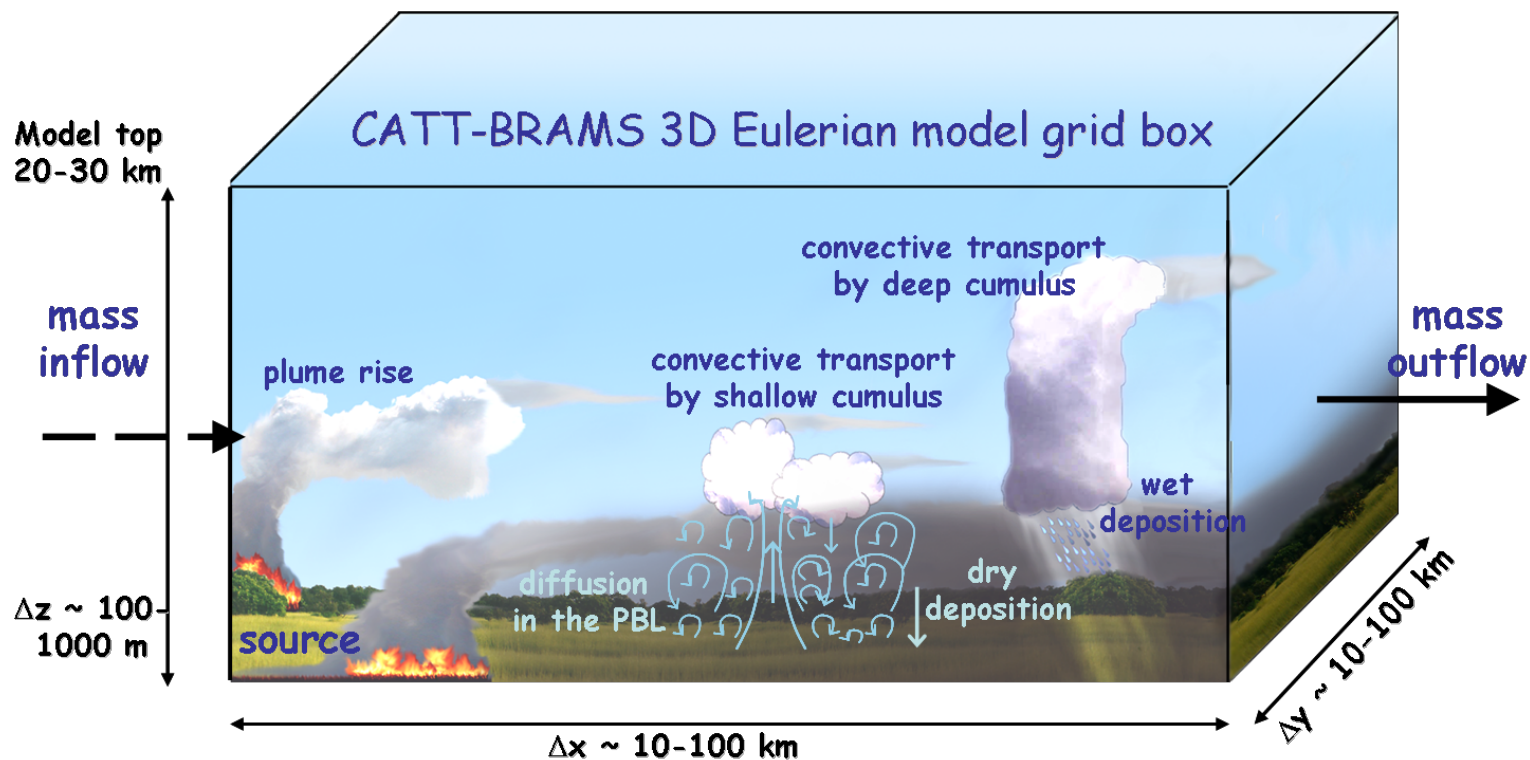 CATT-BRAMS 3D Eulerian model grid box
Model top
20-30 km
convective transport
by deep cumulus
mass
inflow
mass
outflow
plume rise
convective transport
by shallow cumulus
wet
deposition
diffusion
in the PBL
dry
deposition
Δz ~ 100-
1000 m
source
Δy ~ 10-100 km
Δx ~ 10-100 km